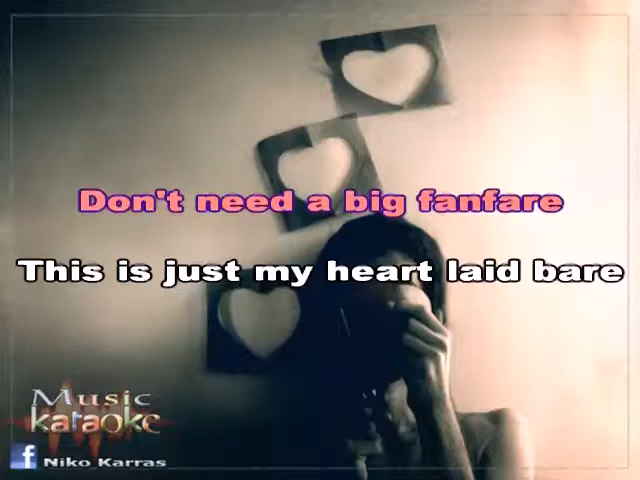 Don't need a big fanfare
This is just my heart laid bare
Music
karaoke
f Niko Karras